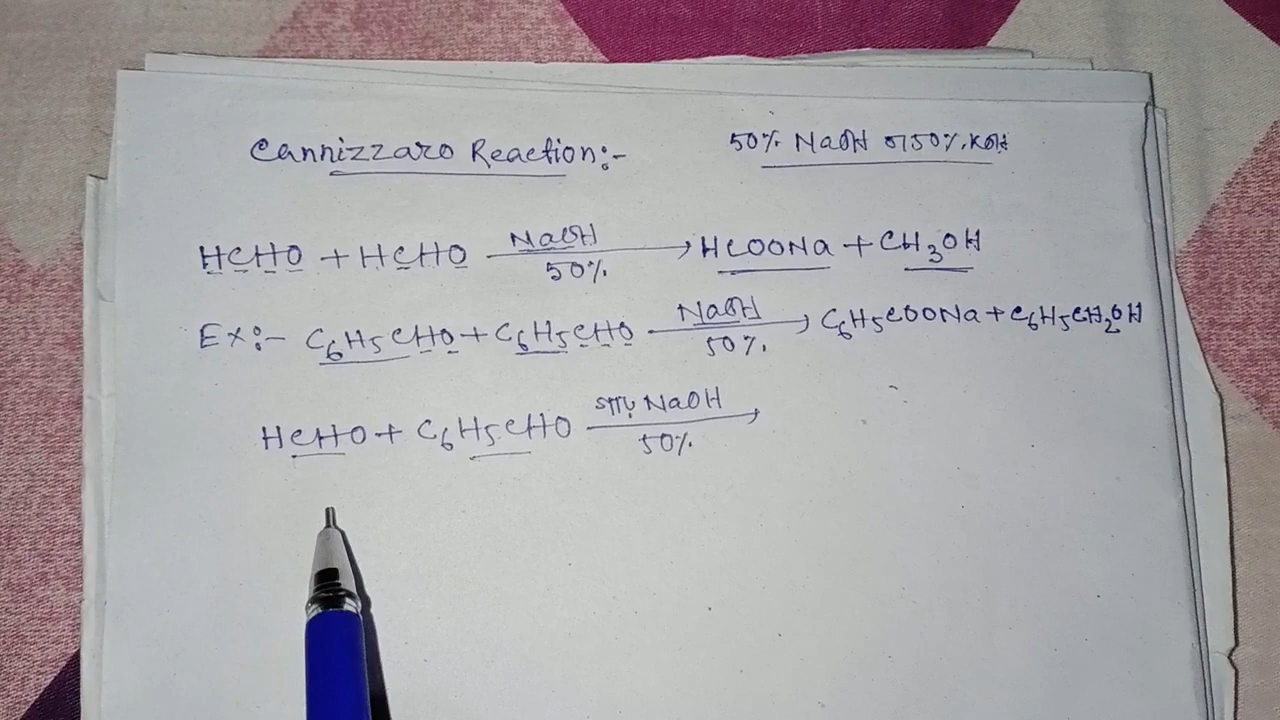 Cannizzaro Reaction:-
50% NaOH or 50% KOH
HCHO + HCHO NaOH 50% → HCOONa + CH3OH
Ex:- C6H5CHO + C6H5CHO NaOH 50% → C6H5COONa + C6H5CH2OH
HCHO + C6H5CHO সাঃ NaOH 50% →